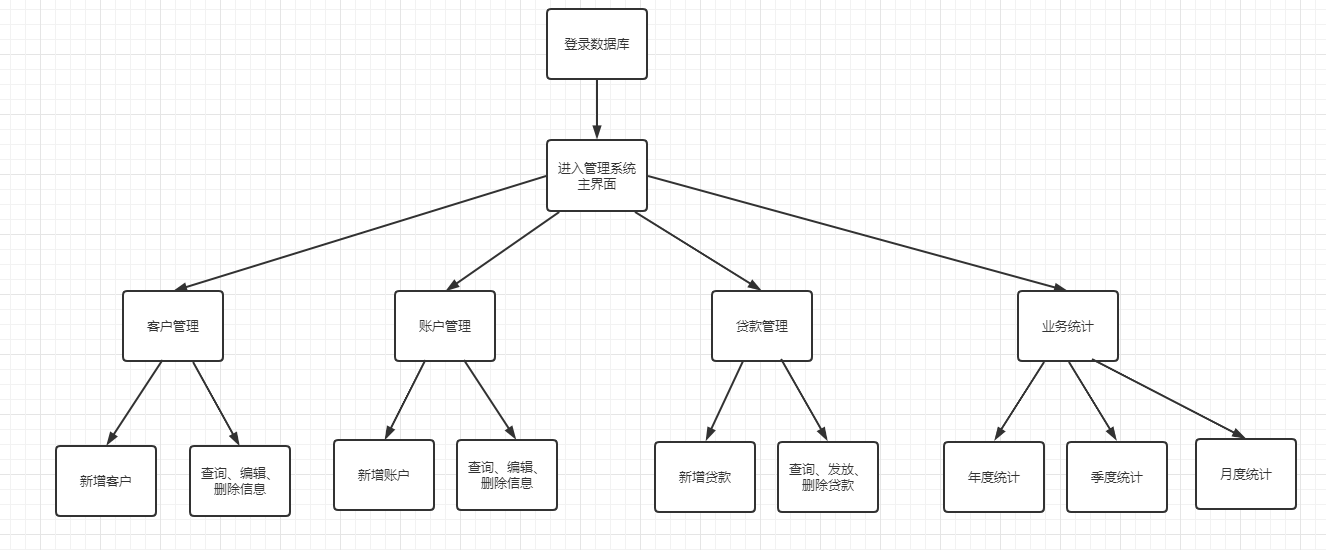 登录数据库
进入管理系统
主界面
客户管理
账户管理
贷款管理
业务统计
新增客户
查询、编辑、
删除信息
新增账户
查询、编辑、
删除信息
新增贷款
查询、发放、
删除贷款
年度统计
季度统计
月度统计